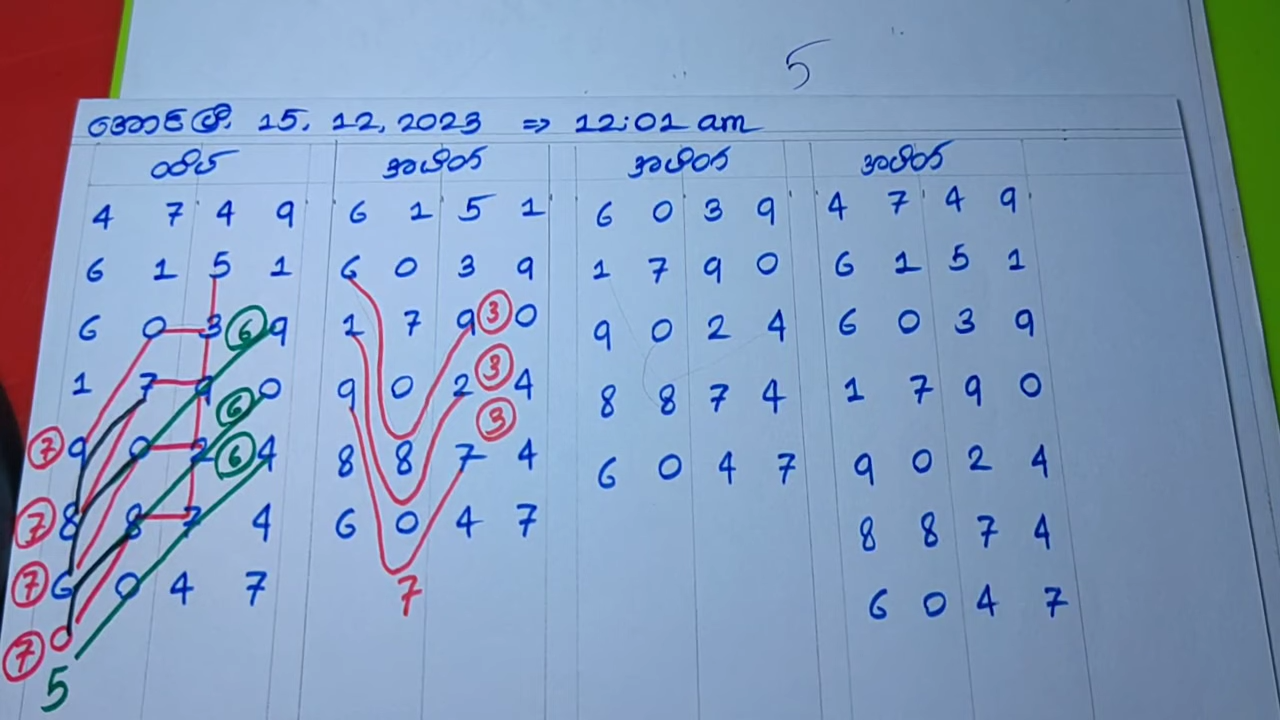 5
15. 12, 2023 => 12:01 am
4 7 4 9 6 1 5 1 6 0 3 9 4 7 4 9
6 1 5 1 6 0 3 9 1 7 9 0 6 1 5 1
6 0 3 6 9 1 7 9 3 0 9 0 2 4 6 0 3 9
1 7 9 6 0 9 0 2 3 4 8 8 7 4 1 7 9 0
7 9 0 2 6 4 8 8 7 3 4 6 0 4 7 9 0 2 4
7 8 8 7 4 6 0 4 7 8 8 7 4
7 6 0 4 7 7 6 0 4 7
7 0
5